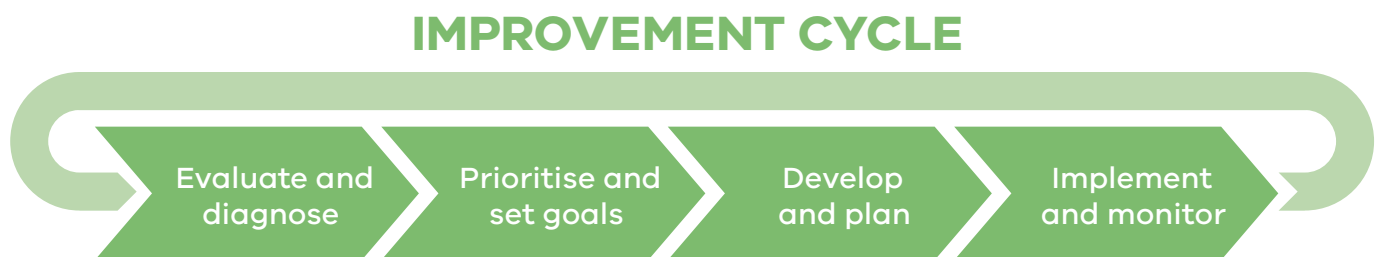 IMPROVEMENT CYCLE
Evaluate and
diagnose
Prioritise and
set goals
Develop
and plan
Implement
and monitor